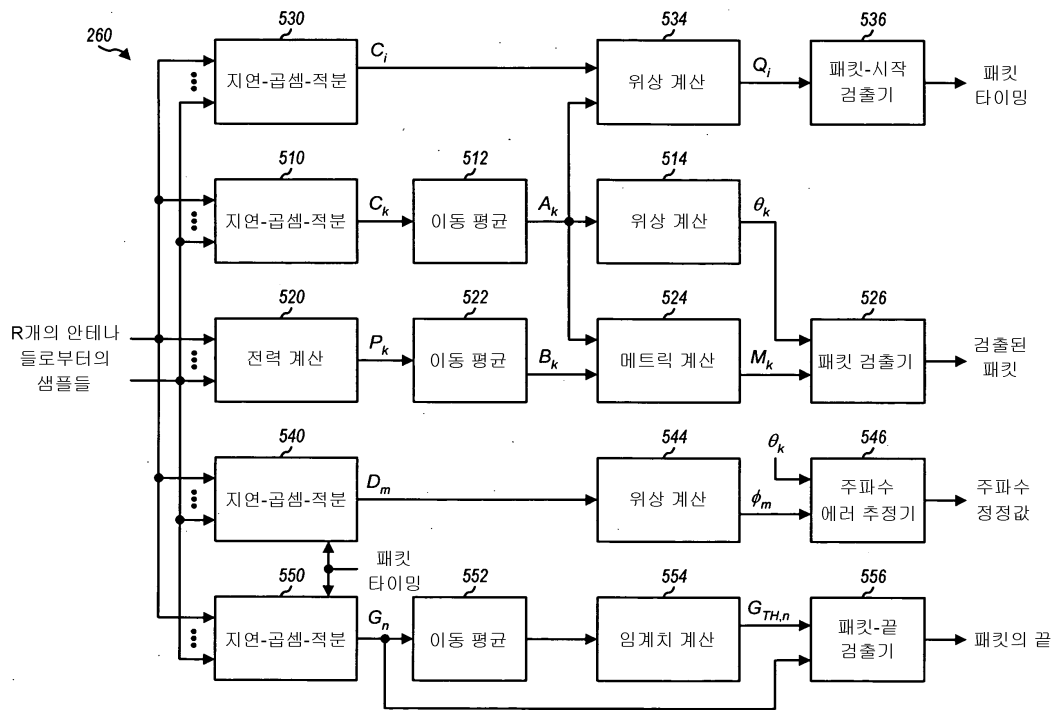 260
530
지연-곱셈-적분
C_i
534
위상 계산
Q_i
536
패킷-시작
검출기
패킷
타이밍
510
지연-곱셈-적분
C_k
512
이동 평균
A_k
514
위상 계산
θ_k
R개의 안테나
들로부터의
샘플들
520
전력 계산
P_k
522
이동 평균
B_k
524
메트릭 계산
M_k
526
패킷 검출기
검출된
패킷
540
지연-곱셈-적분
D_m
544
위상 계산
ϕ_m
θ_k
546
주파수
에러 추정기
주파수
정정값
패킷
타이밍
550
지연-곱셈-적분
G_n
552
이동 평균
554
임계치 계산
G_TH,n
556
패킷-끝
검출기
패킷의 끝